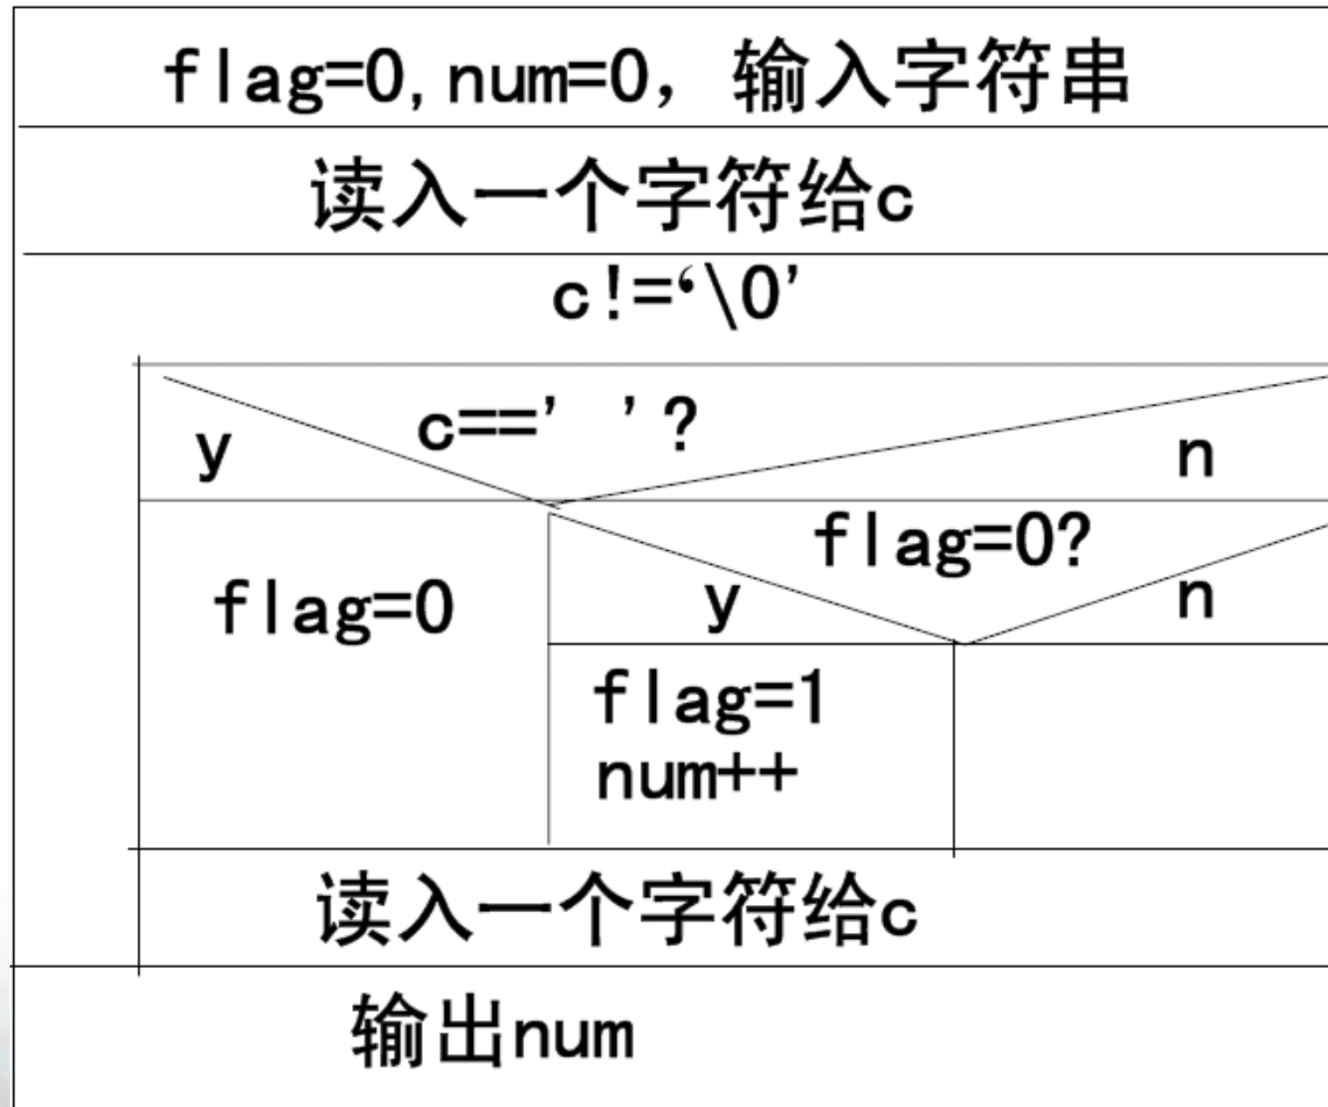 flag=0,num=0，输入字符串
读入一个字符给c
c!=‘\0’
c==’ ’?
y
n
flag=0?
flag=0
y
n
flag=1
num++
读入一个字符给c
输出num